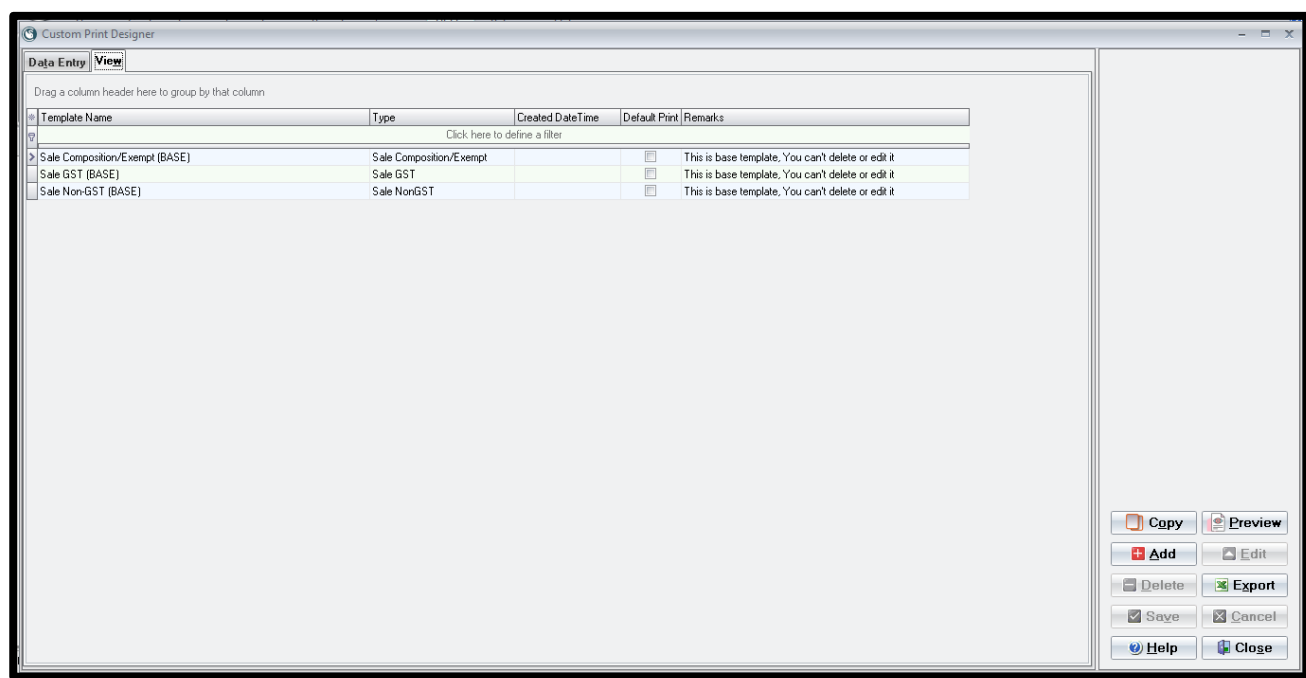 Custom Print Designer
Data Entry View
Drag a column header here to group by that column
Template Name Type Created DateTime Default Print Remarks
Click here to define a filter
Sale Composition/Exempt (BASE) Sale Composition/Exempt This is base template, You can't delete or edit it
Sale GST (BASE) Sale GST This is base template, You can't delete or edit it
Sale Non-GST (BASE) Sale NonGST This is base template, You can't delete or edit it
Copy Preview
Add Edit
Delete Export
Save Cancel
Help Close